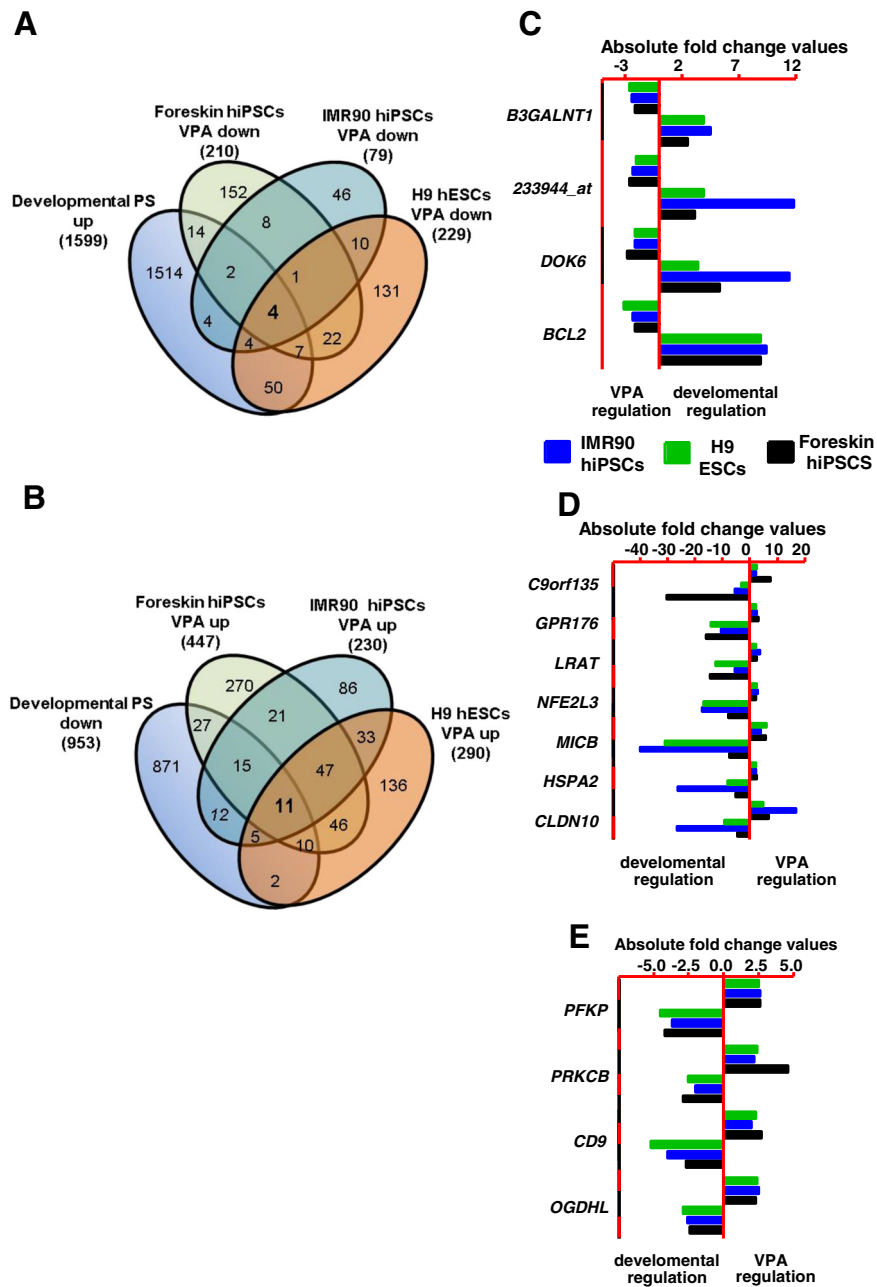 A
Foreskin hiPSCs
VPA down
(210)
IMR90 hiPSCs
VPA down
(79)
Developmental PS
up
(1599)
H9 hESCs
VPA down
(229)
152
46
14
8
10
1514
2
1
131
4
4
4
7
22
50
B
Foreskin hiPSCs
VPA up
(447)
IMR90 hiPSCs
VPA up
(230)
Developmental PS
down
(953)
H9 hESCs
VPA up
(290)
270
86
27
21
33
871
15
47
136
12
11
5
10
46
2
C
Absolute fold change values
-3 2 7 12
B3GALNT1
233944_at
DOK6
BCL2
VPA
regulation
develomental
regulation
IMR90
hiPSCs
H9
ESCs
Foreskin
hiPSCS
D
Absolute fold change values
-40 -30 -20 -10 0 10 20
C9orf135
GPR176
LRAT
NFE2L3
MICB
HSPA2
CLDN10
develomental
regulation
VPA
regulation
E
Absolute fold change values
-5.0 -2.5 0.0 2.5 5.0
PFKP
PRKCB
CD9
OGDHL
develomental
regulation
VPA
regulation